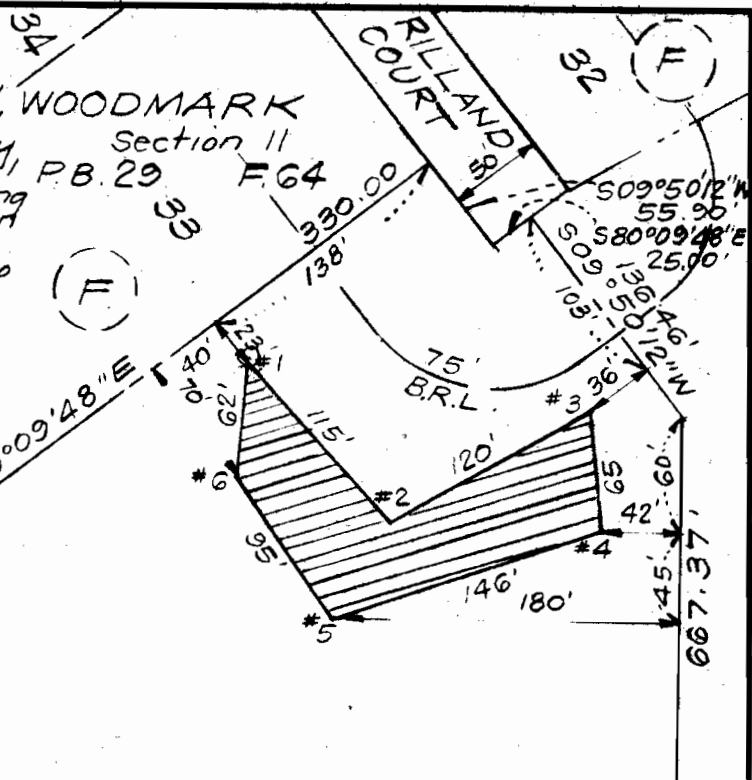 34
RILLAND
COURT
32
F
WOODMARK
Section 11
P.B. 29 F.64
33
F
50'
S09°50'12"W
55.90'
S80°09'48"E
25.00'
330.00
138'
136.46'
S09°50'12"W
103'
75'
B.R.L.
23'
40'
70'
#1
62'
115'
°09'48"E
#3
36'
120'
#2
#6
65
60'
42'
#4
95'
146'
180'
45'
667.37'
#5